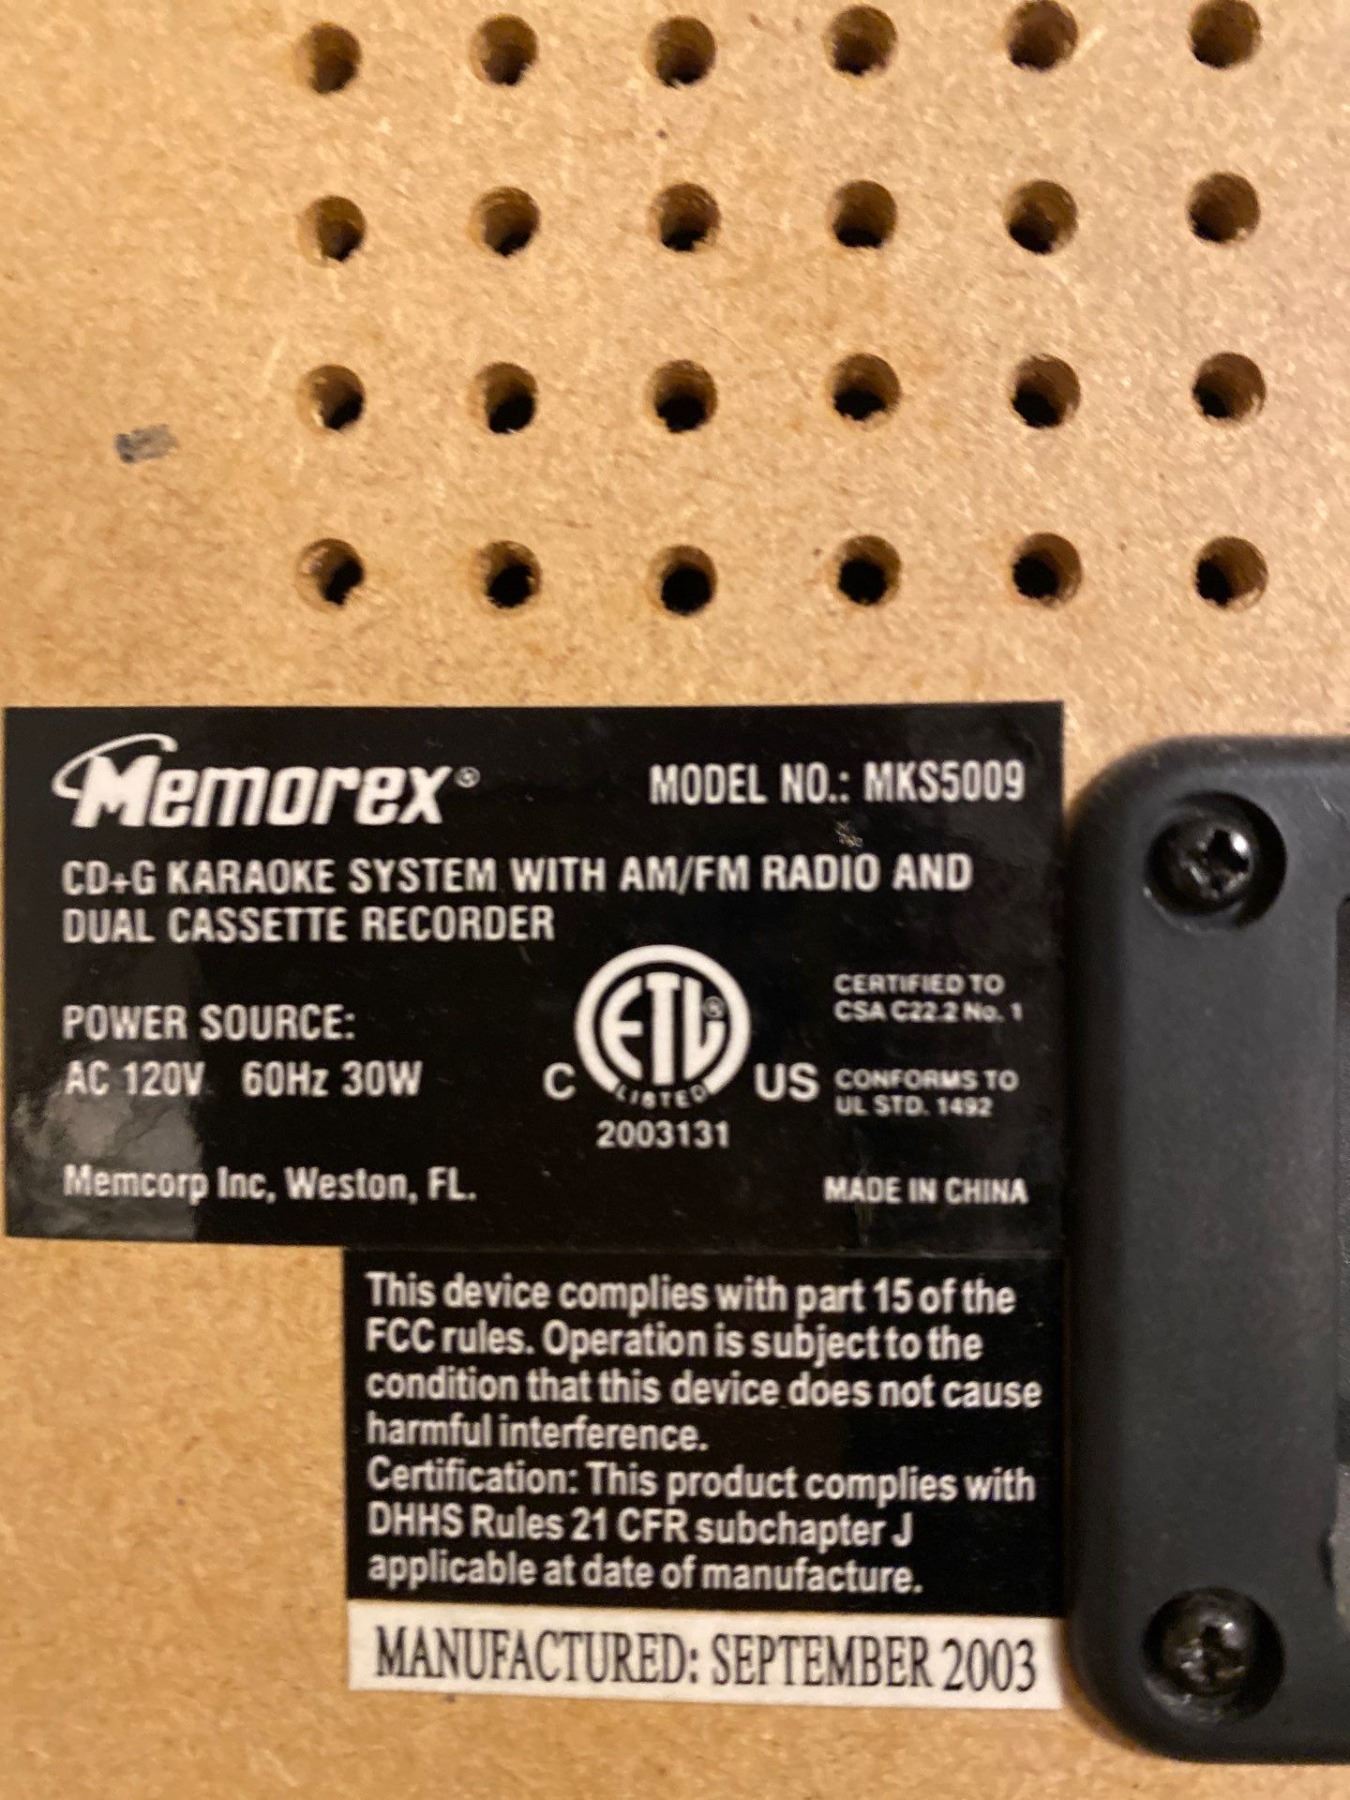 Memorex® MODEL NO.: MKS5009
CD+G KARAOKE SYSTEM WITH AM/FM RADIO AND
DUAL CASSETTE RECORDER
POWER SOURCE:
AC 120V 60Hz 30W
C ETL® US
LISTED
2003131
CERTIFIED TO
CSA C22.2 No. 1
CONFORMS TO
UL STD. 1492
Memcorp Inc, Weston, FL.
MADE IN CHINA
This device complies with part 15 of the
FCC rules. Operation is subject to the
condition that this device does not cause
harmful interference.
Certification: This product complies with
DHHS Rules 21 CFR subchapter J
applicable at date of manufacture.
MANUFACTURED: SEPTEMBER 2003